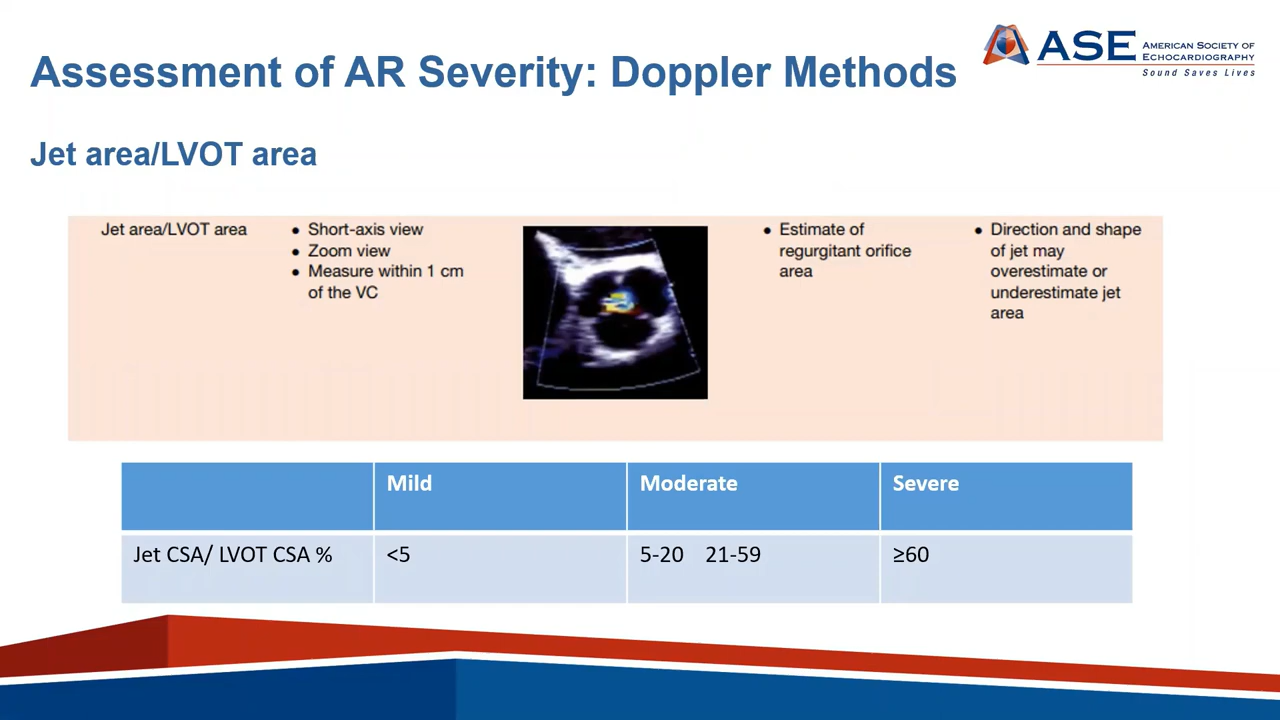 Assessment of AR Severity: Doppler Methods
ASE
AMERICAN SOCIETY OF
ECHOCARDIOGRAPHY
Sound Saves Lives
Jet area/LVOT area
Jet area/LVOT area
• Short-axis view
• Zoom view
• Measure within 1 cm
of the VC
• Estimate of
regurgitant orifice
area
• Direction and shape
of jet may
overestimate or
underestimate jet
area
Mild
Moderate
Severe
Jet CSA/ LVOT CSA %
<5
5-20 21-59
≥60